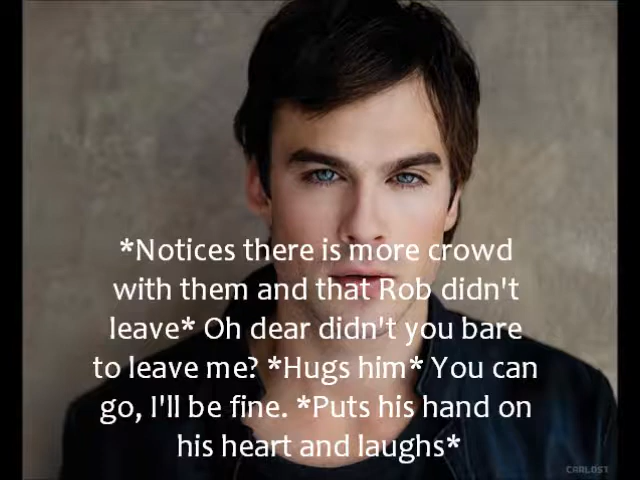 *Notices there is more crowd
with them and that Rob didn't
leave* Oh dear didn't you bare
to leave me? *Hugs him* You can
go, I'll be fine. *Puts his hand on
his heart and laughs*
CARLOST